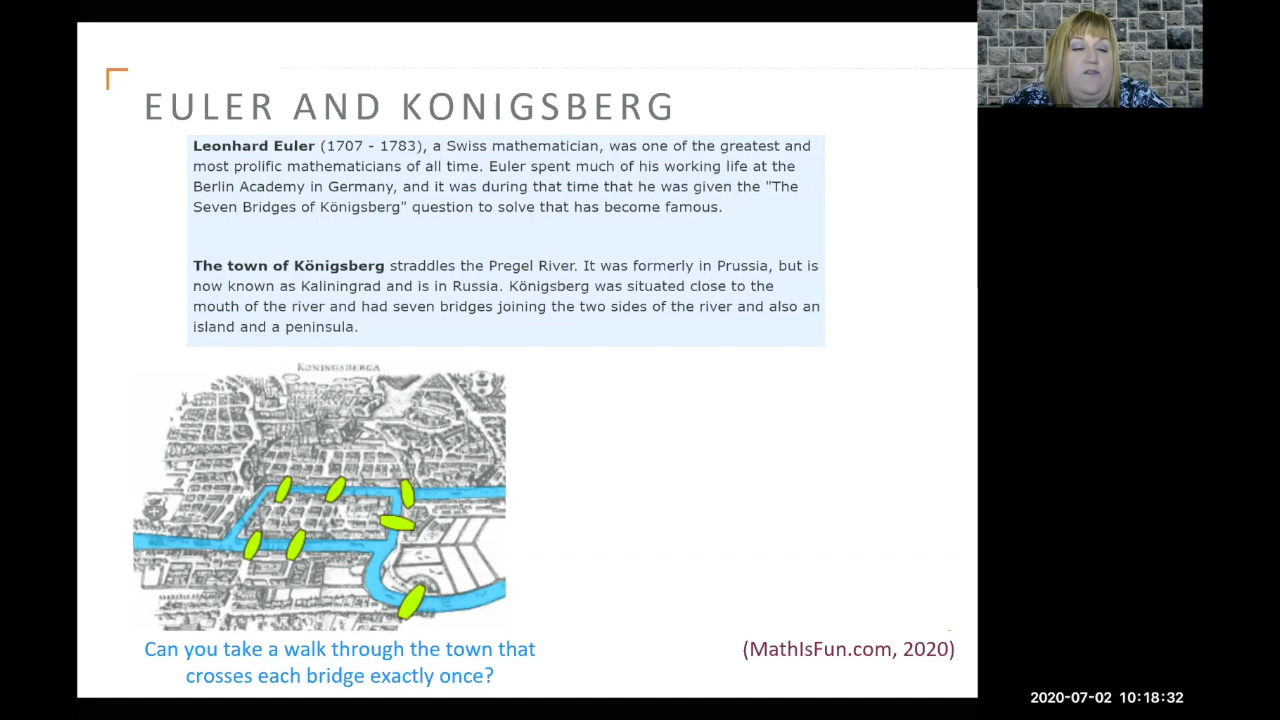 EULER AND KONIGSBERG
Leonhard Euler (1707 - 1783), a Swiss mathematician, was one of the greatest and
most prolific mathematicians of all time. Euler spent much of his working life at the
Berlin Academy in Germany, and it was during that time that he was given the "The
Seven Bridges of Königsberg" question to solve that has become famous.
The town of Königsberg straddles the Pregel River. It was formerly in Prussia, but is
now known as Kaliningrad and is in Russia. Königsberg was situated close to the
mouth of the river and had seven bridges joining the two sides of the river and also an
island and a peninsula.
KONINGSBERGA
Can you take a walk through the town that
crosses each bridge exactly once?
(MathIsFun.com, 2020)
2020-07-02 10:18:32